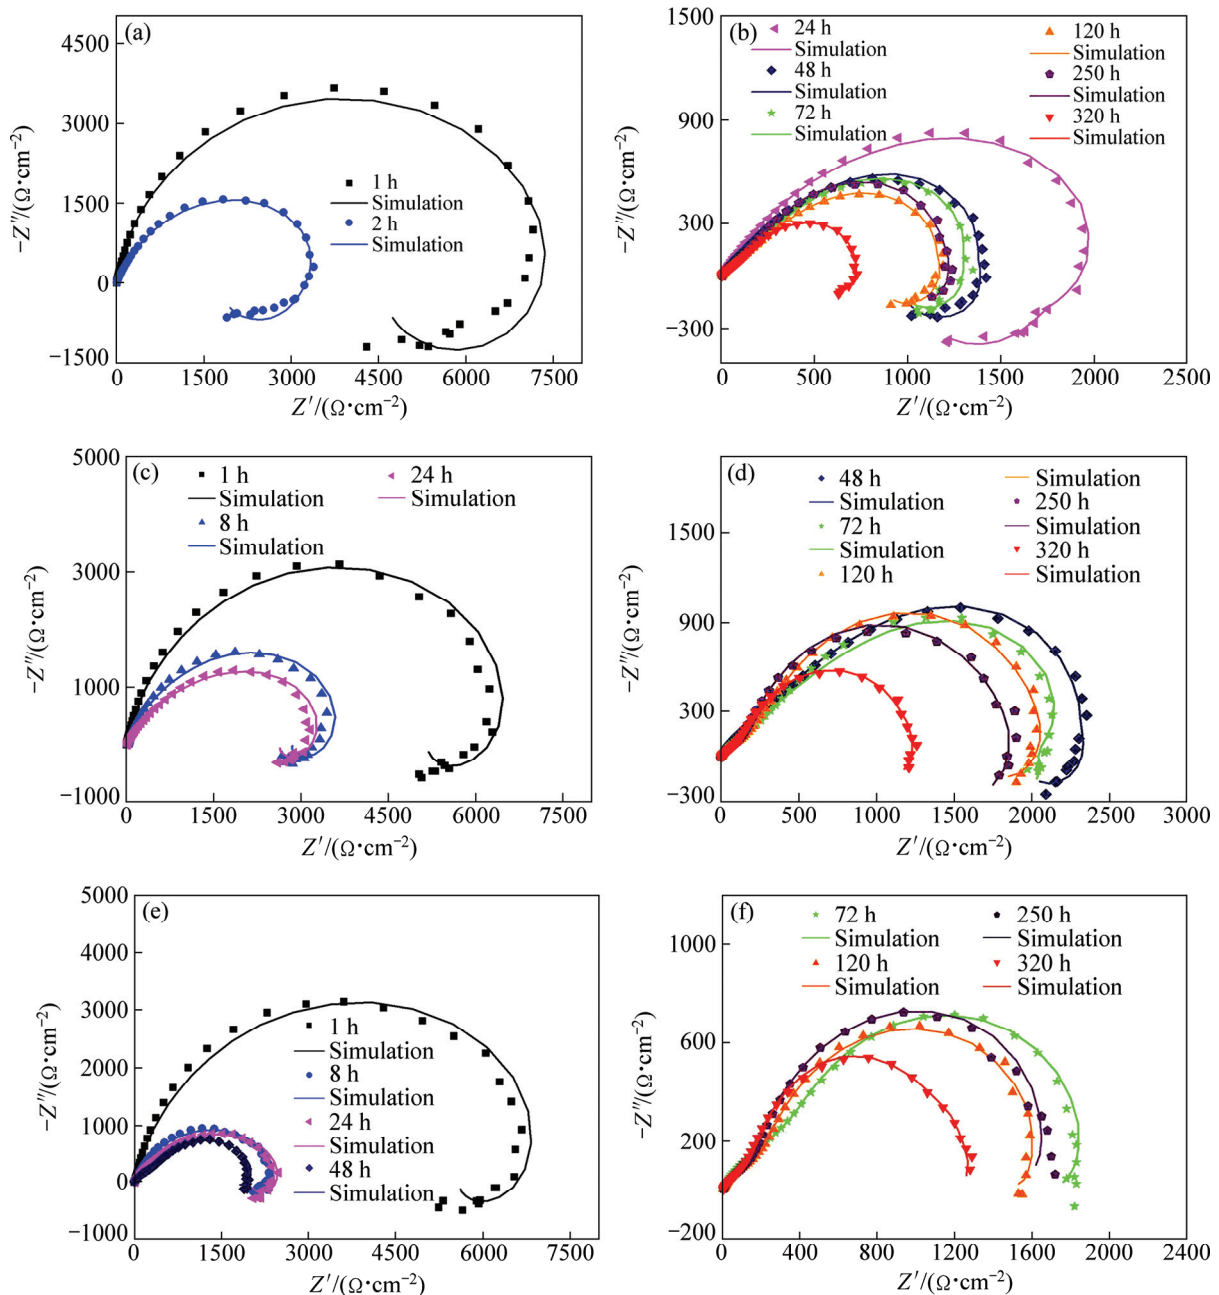 (a)
4500
3000
1500
0
−1500
−Z″/(Ω·cm⁻²)
1 h
Simulation
2 h
Simulation
0 1500 3000 4500 6000 7500
Z′/(Ω·cm⁻²)
(b)
1500
900
300
−300
−Z″/(Ω·cm⁻²)
24 h 120 h
Simulation Simulation
48 h 250 h
Simulation Simulation
72 h 320 h
Simulation Simulation
0 500 1000 1500 2000 2500
Z′/(Ω·cm⁻²)
(c)
5000
3000
1000
−1000
−Z″/(Ω·cm⁻²)
1 h 24 h
Simulation Simulation
8 h
Simulation
0 1500 3000 4500 6000 7500
Z′/(Ω·cm⁻²)
(d)
1500
900
300
−300
−Z″/(Ω·cm⁻²)
48 h Simulation
Simulation 250 h
72 h Simulation
Simulation 320 h
120 h Simulation
0 500 1000 1500 2000 2500 3000
Z′/(Ω·cm⁻²)
(e)
5000
4000
3000
2000
1000
0
−1000
−Z″/(Ω·cm⁻²)
1 h
Simulation
8 h
Simulation
24 h
Simulation
48 h
Simulation
0 1500 3000 4500 6000 7500
Z′/(Ω·cm⁻²)
(f)
1000
600
200
−200
−Z″/(Ω·cm⁻²)
72 h 250 h
Simulation Simulation
120 h 320 h
Simulation Simulation
0 400 800 1200 1600 2000 2400
Z′/(Ω·cm⁻²)